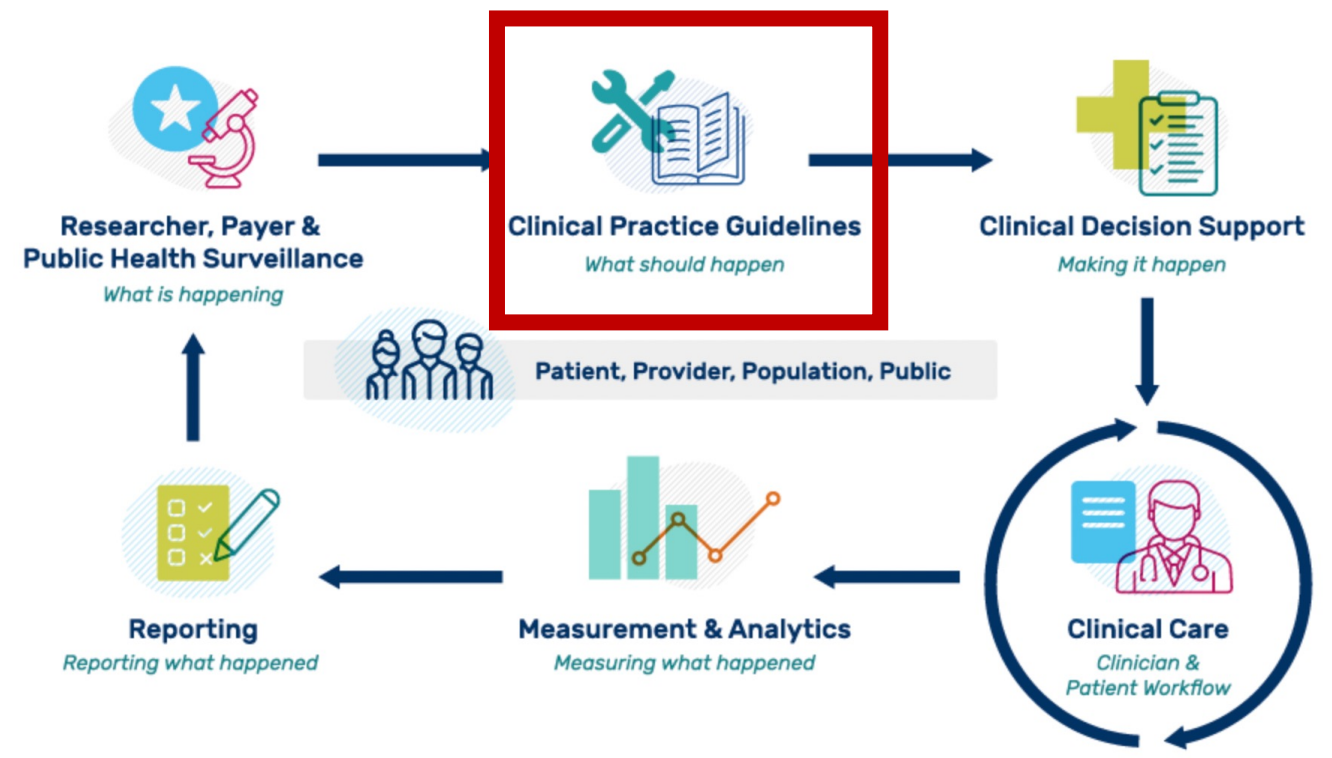 Researcher, Payer &
Public Health Surveillance
What is happening
Clinical Practice Guidelines
What should happen
Clinical Decision Support
Making it happen
Patient, Provider, Population, Public
Reporting
Reporting what happened
Measurement & Analytics
Measuring what happened
Clinical Care
Clinician &
Patient Workflow